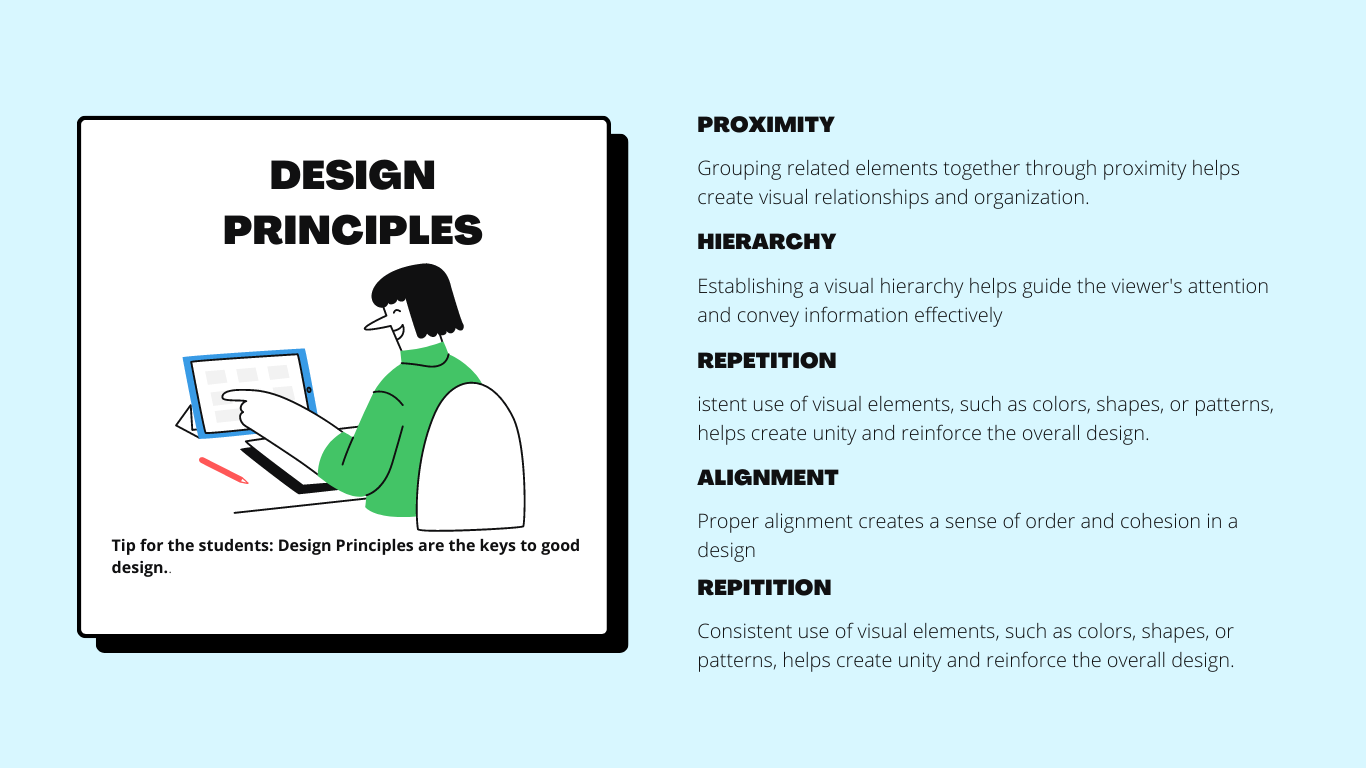 DESIGN
PRINCIPLES
Tip for the students: Design Principles are the keys to good
design..
PROXIMITY
Grouping related elements together through proximity helps
create visual relationships and organization.
HIERARCHY
Establishing a visual hierarchy helps guide the viewer's attention
and convey information effectively
REPETITION
istent use of visual elements, such as colors, shapes, or patterns,
helps create unity and reinforce the overall design.
ALIGNMENT
Proper alignment creates a sense of order and cohesion in a
design
REPITITION
Consistent use of visual elements, such as colors, shapes, or
patterns, helps create unity and reinforce the overall design.